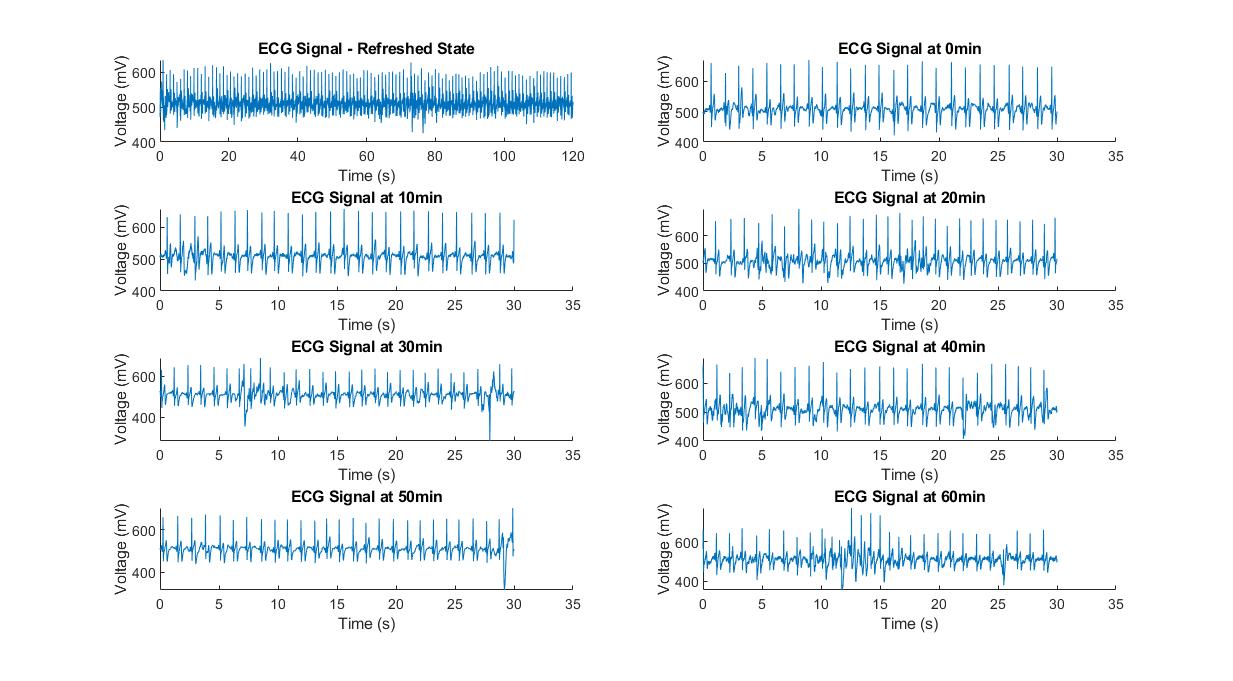 ECG Signal - Refreshed State
Voltage (mV)
600
500
400
0 20 40 60 80 100 120
Time (s)
ECG Signal at 0min
Voltage (mV)
600
500
400
0 5 10 15 20 25 30 35
Time (s)
ECG Signal at 10min
Voltage (mV)
600
500
400
0 5 10 15 20 25 30 35
Time (s)
ECG Signal at 20min
Voltage (mV)
600
500
400
0 5 10 15 20 25 30 35
Time (s)
ECG Signal at 30min
Voltage (mV)
600
400
0 5 10 15 20 25 30 35
Time (s)
ECG Signal at 40min
Voltage (mV)
600
500
400
0 5 10 15 20 25 30 35
Time (s)
ECG Signal at 50min
Voltage (mV)
600
400
0 5 10 15 20 25 30 35
Time (s)
ECG Signal at 60min
Voltage (mV)
600
400
0 5 10 15 20 25 30 35
Time (s)